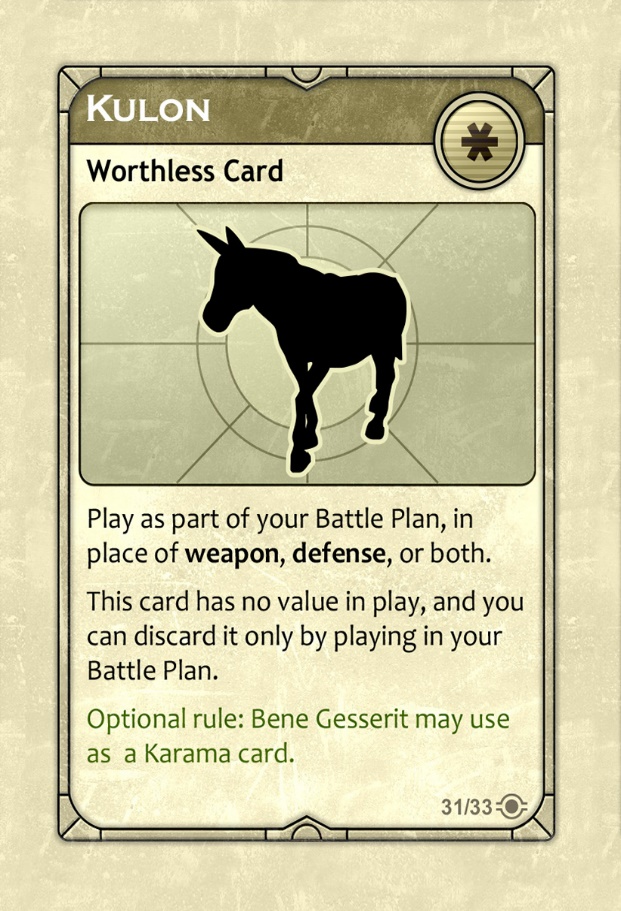 KULON
Worthless Card
Play as part of your Battle Plan, in
place of weapon, defense, or both.
This card has no value in play, and you
can discard it only by playing in your
Battle Plan.
Optional rule: Bene Gesserit may use
as  a Karama card.
31/33